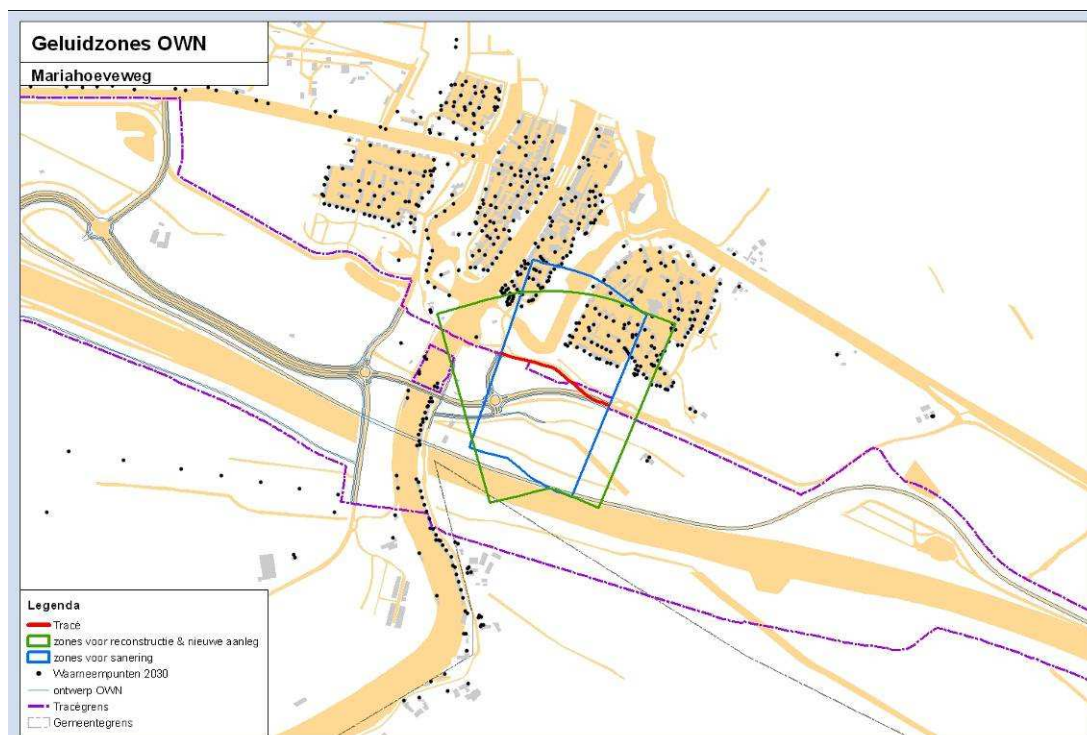 Geluidzones OWN
Mariahoeveweg
Legenda
Tracé
zones voor reconstructie & nieuwe aanleg
zones voor sanering
Waarneempunten 2030
ontwerp OWN
Tracégrens
Gemeentegrens